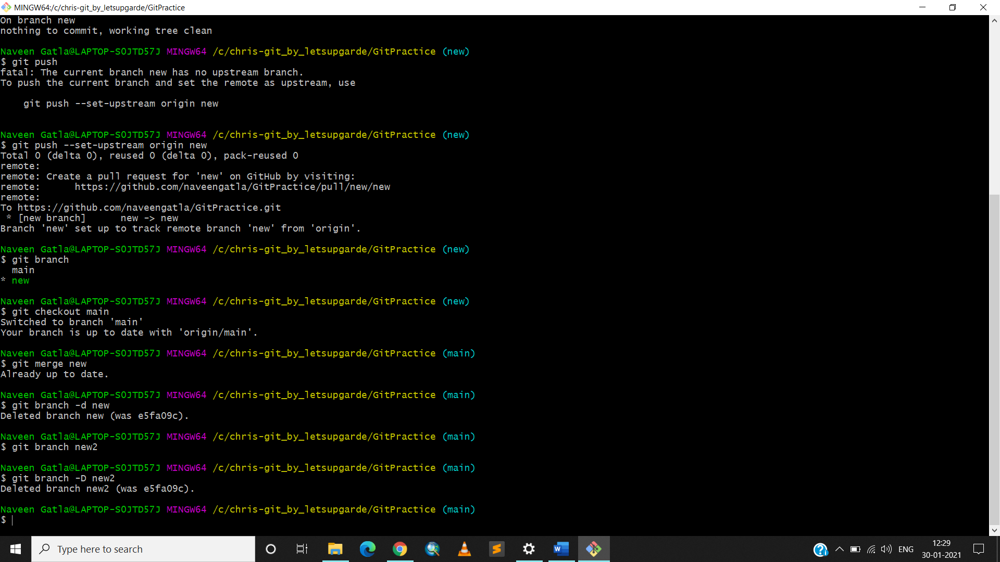 MINGW64:/c/chris-git_by_letsupgarde/GitPractice
On branch new
nothing to commit, working tree clean
Naveen Gatla@LAPTOP-S0JTD57J MINGW64 /c/chris-git_by_letsupgarde/GitPractice (new)
$ git push
fatal: The current branch new has no upstream branch.
To push the current branch and set the remote as upstream, use
git push --set-upstream origin new
Naveen Gatla@LAPTOP-S0JTD57J MINGW64 /c/chris-git_by_letsupgarde/GitPractice (new)
$ git push --set-upstream origin new
Total 0 (delta 0), reused 0 (delta 0), pack-reused 0
remote:
remote: Create a pull request for 'new' on GitHub by visiting:
remote:      https://github.com/naveengatla/GitPractice/pull/new/new
remote:
To https://github.com/naveengatla/GitPractice.git
* [new branch]      new -> new
Branch 'new' set up to track remote branch 'new' from 'origin'.
Naveen Gatla@LAPTOP-S0JTD57J MINGW64 /c/chris-git_by_letsupgarde/GitPractice (new)
$ git branch
main
* new
Naveen Gatla@LAPTOP-S0JTD57J MINGW64 /c/chris-git_by_letsupgarde/GitPractice (new)
$ git checkout main
Switched to branch 'main'
Your branch is up to date with 'origin/main'.
Naveen Gatla@LAPTOP-S0JTD57J MINGW64 /c/chris-git_by_letsupgarde/GitPractice (main)
$ git merge new
Already up to date.
Naveen Gatla@LAPTOP-S0JTD57J MINGW64 /c/chris-git_by_letsupgarde/GitPractice (main)
$ git branch -d new
Deleted branch new (was e5fa09c).
Naveen Gatla@LAPTOP-S0JTD57J MINGW64 /c/chris-git_by_letsupgarde/GitPractice (main)
$ git branch new2
Naveen Gatla@LAPTOP-S0JTD57J MINGW64 /c/chris-git_by_letsupgarde/GitPractice (main)
$ git branch -D new2
Deleted branch new2 (was e5fa09c).
Naveen Gatla@LAPTOP-S0JTD57J MINGW64 /c/chris-git_by_letsupgarde/GitPractice (main)
$
Type here to search
ENG
12:29
30-01-2021